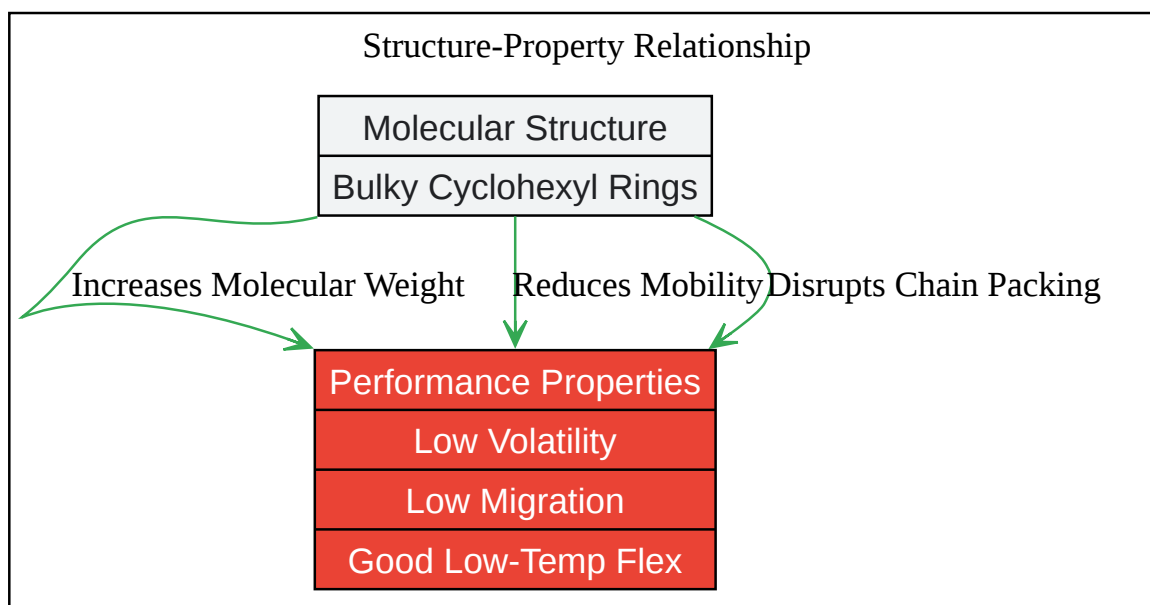 Structure-Property Relationship
Molecular Structure
Bulky Cyclohexyl Rings
Increases Molecular Weight
Reduces Mobility
Disrupts Chain Packing
Performance Properties
Low Volatility
Low Migration
Good Low-Temp Flex